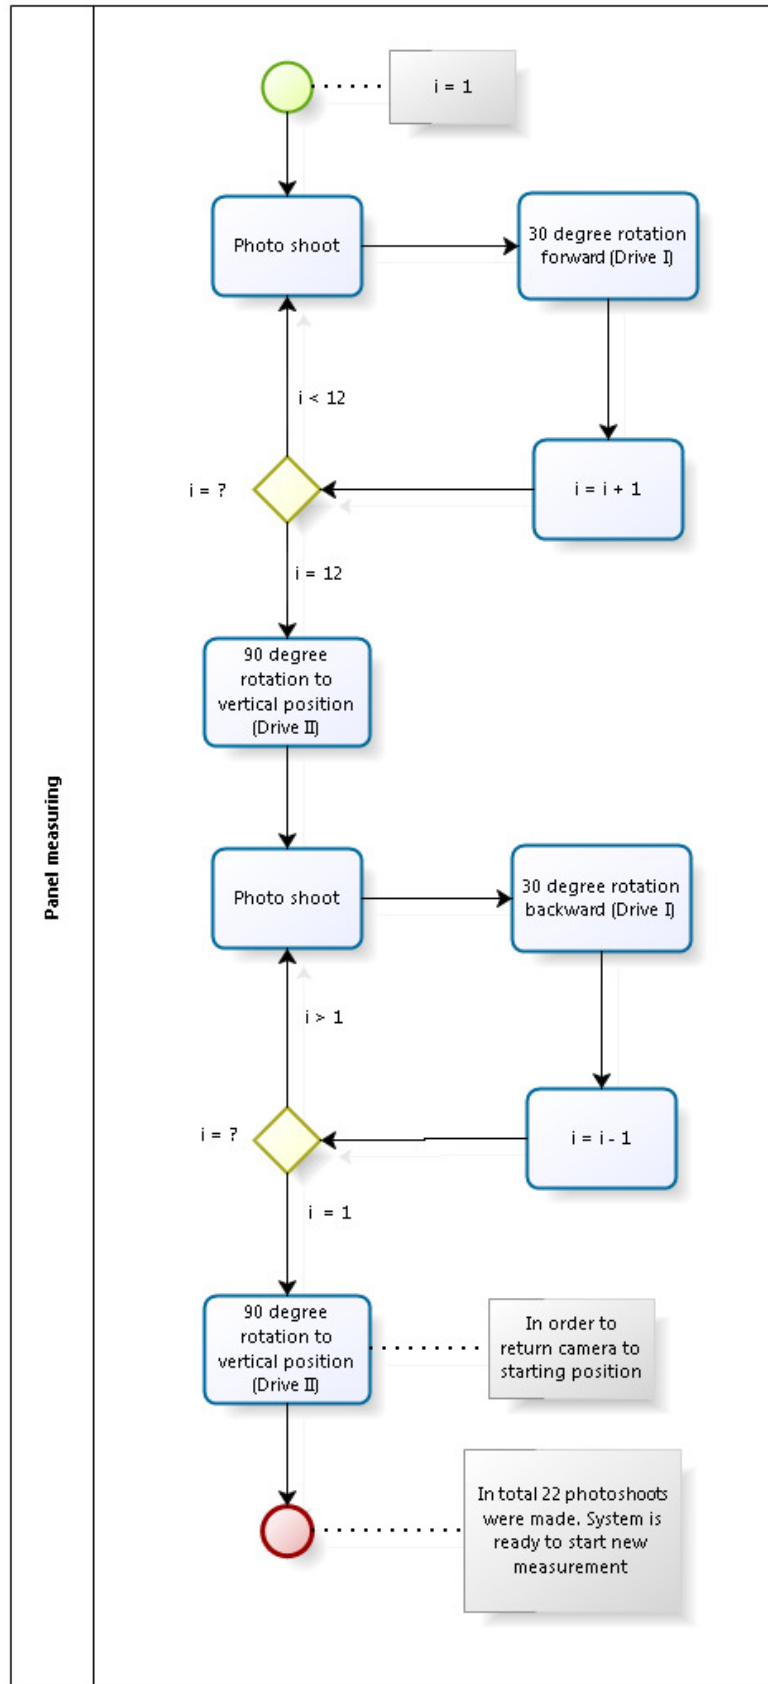 Panel measuring
i = 1
Photo shoot
30 degree rotation
forward (Drive I)
i < 12
i = ?
i = i + 1
i = 12
90 degree
rotation to
vertical position
(Drive II)
Photo shoot
30 degree rotation
backward (Drive I)
i > 1
i = ?
i = i - 1
i = 1
90 degree
rotation to
vertical position
(Drive II)
In order to
return camera to
starting position
In total 22 photoshoots
were made. System is
ready to start new
measurement